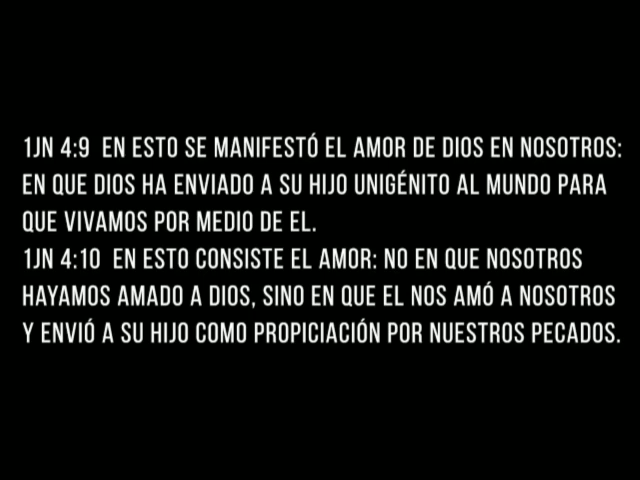 1JN 4:9  EN ESTO SE MANIFESTÓ EL AMOR DE DIOS EN NOSOTROS:
EN QUE DIOS HA ENVIADO A SU HIJO UNIGÉNITO AL MUNDO PARA
QUE VIVAMOS POR MEDIO DE EL.
1JN 4:10  EN ESTO CONSISTE EL AMOR: NO EN QUE NOSOTROS
HAYAMOS AMADO A DIOS, SINO EN QUE EL NOS AMÓ A NOSOTROS
Y ENVIÓ A SU HIJO COMO PROPICIACIÓN POR NUESTROS PECADOS.